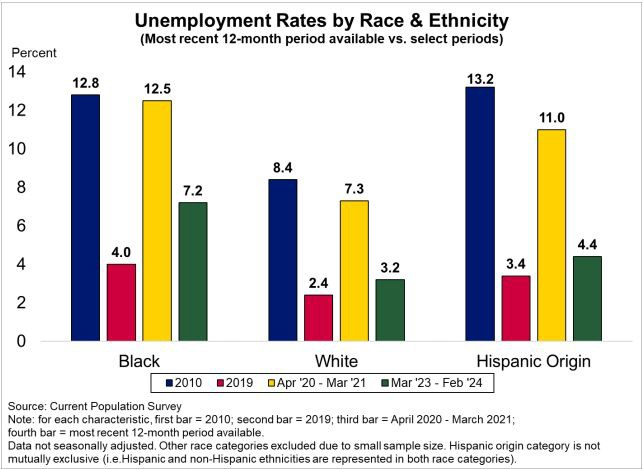 Unemployment Rates by Race & Ethnicity
(Most recent 12-month period available vs. select periods)
Percent
14
12
10
8
6
4
2
0
12.8
4.0
12.5
7.2
8.4
2.4
7.3
3.2
13.2
3.4
11.0
4.4
Black
White
Hispanic Origin
2010 2019 Apr '20 - Mar '21 Mar '23 - Feb '24
Source: Current Population Survey
Note: for each characteristic, first bar = 2010; second bar = 2019; third bar = April 2020 - March 2021;
fourth bar = most recent 12-month period available.
Data not seasonally adjusted. Other race categories excluded due to small sample size. Hispanic origin category is not
mutually exclusive (i.e.Hispanic and non-Hispanic ethnicities are represented in both race categories).